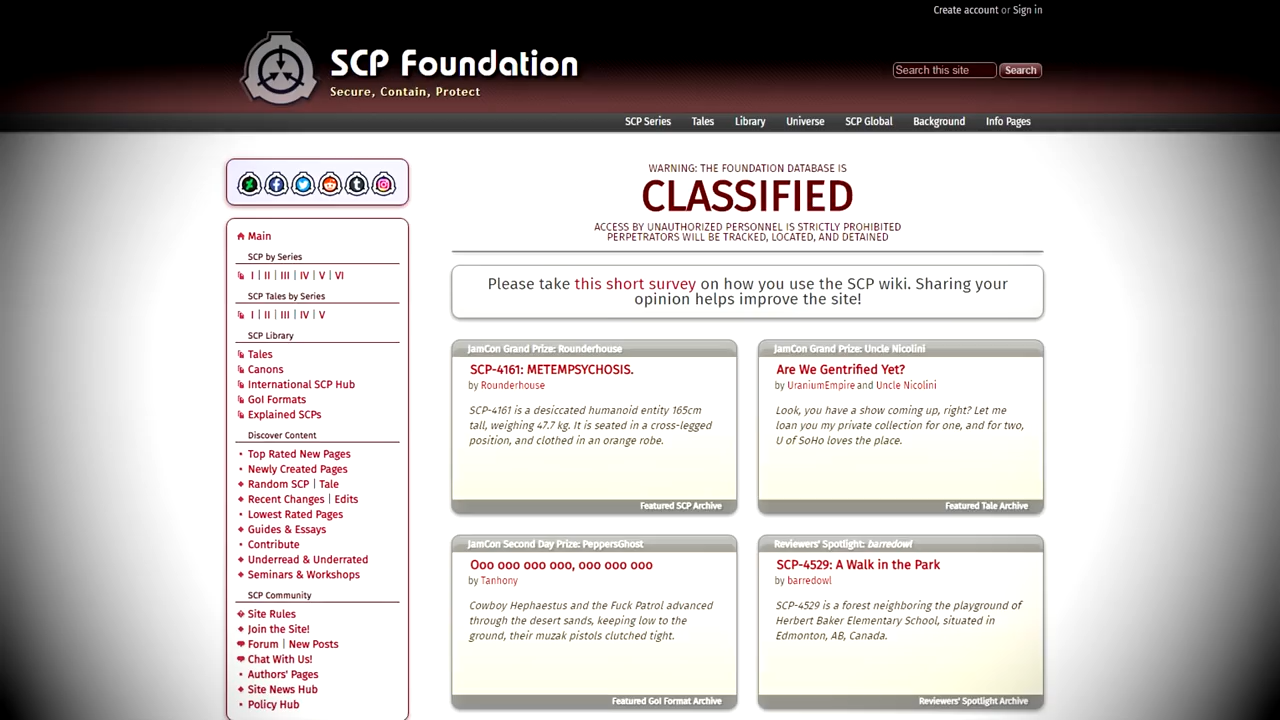 Create account or Sign in
SCP Foundation
Secure, Contain, Protect
Search this site
Search
SCP Series
Tales
Library
Universe
SCP Global
Background
Info Pages
Main
SCP by Series
I | II | III | IV | V | VI
SCP Tales by Series
I | II | III | IV | V
SCP Library
Tales
Canons
International SCP Hub
GoI Formats
Explained SCPs
Discover Content
Top Rated New Pages
Newly Created Pages
Random SCP | Tale
Recent Changes | Edits
Lowest Rated Pages
Guides & Essays
Contribute
Underread & Underrated
Seminars & Workshops
SCP Community
Site Rules
Join the Site!
Forum | New Posts
Chat With Us!
Authors' Pages
Site News Hub
Policy Hub
WARNING: THE FOUNDATION DATABASE IS
CLASSIFIED
ACCESS BY UNAUTHORIZED PERSONNEL IS STRICTLY PROHIBITED
PERPETRATORS WILL BE TRACKED, LOCATED, AND DETAINED
Please take this short survey on how you use the SCP wiki. Sharing your
opinion helps improve the site!
JamCon Grand Prize: Rounderhouse
SCP-4161: METEMPSYCHOSIS.
by Rounderhouse
SCP-4161 is a desiccated humanoid entity 165cm
tall, weighing 47.7 kg. It is seated in a cross-legged
position, and clothed in an orange robe.
Featured SCP Archive
JamCon Grand Prize: Uncle Nicolini
Are We Gentrified Yet?
by UraniumEmpire and Uncle Nicolini
Look, you have a show coming up, right? Let me
loan you my private collection for one, and for two,
U of SoHo loves the place.
Featured Tale Archive
JamCon Second Day Prize: PeppersGhost
Ooo ooo ooo ooo, ooo ooo ooo
by Tanhony
Cowboy Hephaestus and the Fuck Patrol advanced
through the desert sands, keeping low to the
ground, their muzak pistols clutched tight.
Featured GoI Format Archive
Reviewers' Spotlight: barredowl
SCP-4529: A Walk in the Park
by barredowl
SCP-4529 is a forest neighboring the playground of
Herbert Baker Elementary School, situated in
Edmonton, AB, Canada.
Reviewers' Spotlight Archive